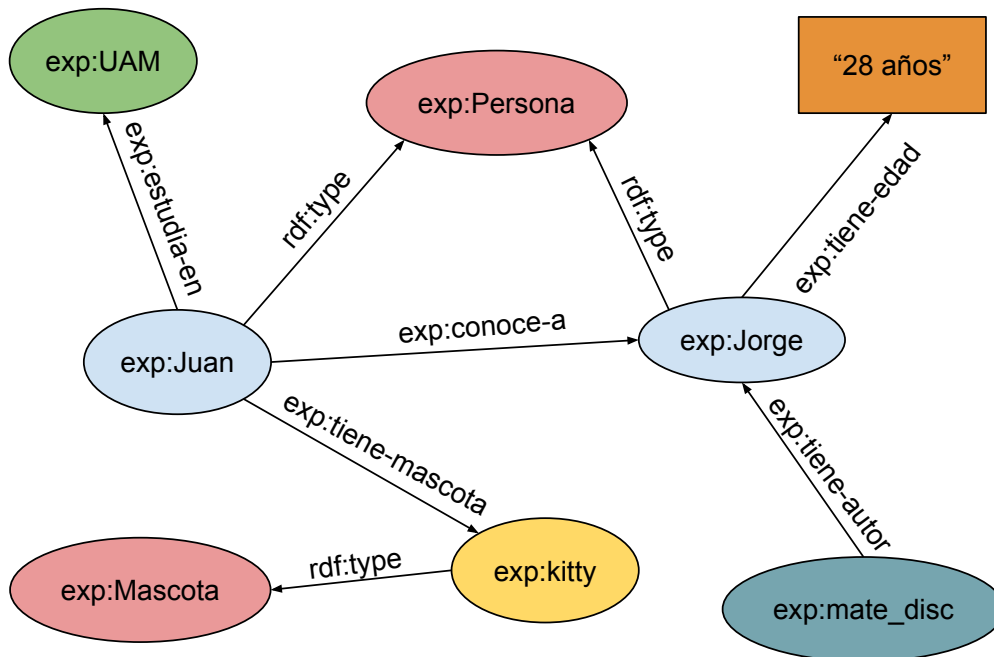 exp:UAM
exp:Persona
“28 años”
exp:estudia-en
rdf:type
rdf:type
exp:tiene-edad
exp:Juan
exp:conoce-a
exp:Jorge
exp:tiene-mascota
exp:tiene-autor
exp:Mascota
rdf:type
exp:kitty
exp:mate_disc